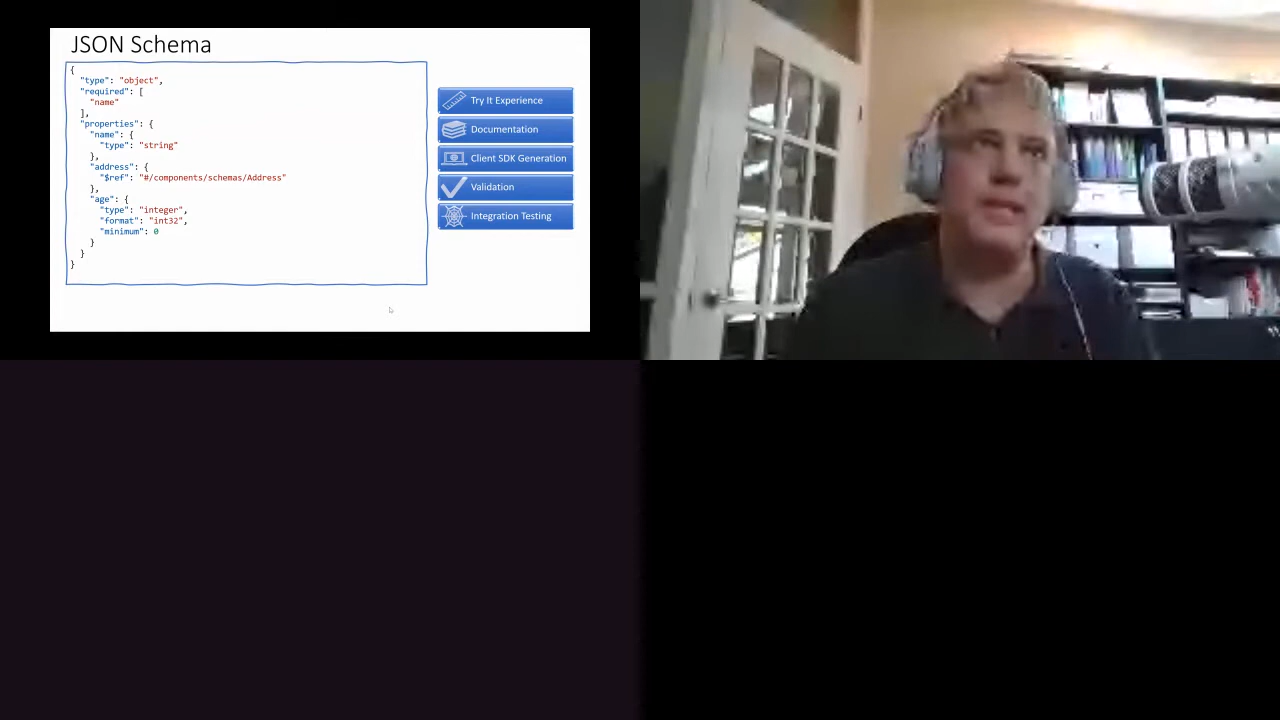 JSON Schema
{
  "type": "object",
  "required": [
    "name"
  ],
  "properties": {
    "name": {
      "type": "string"
    },
    "address": {
      "$ref": "#/components/schemas/Address"
    },
    "age": {
      "type": "integer",
      "format": "int32",
      "minimum": 0
    }
  }
}
Try It Experience
Documentation
Client SDK Generation
Validation
Integration Testing